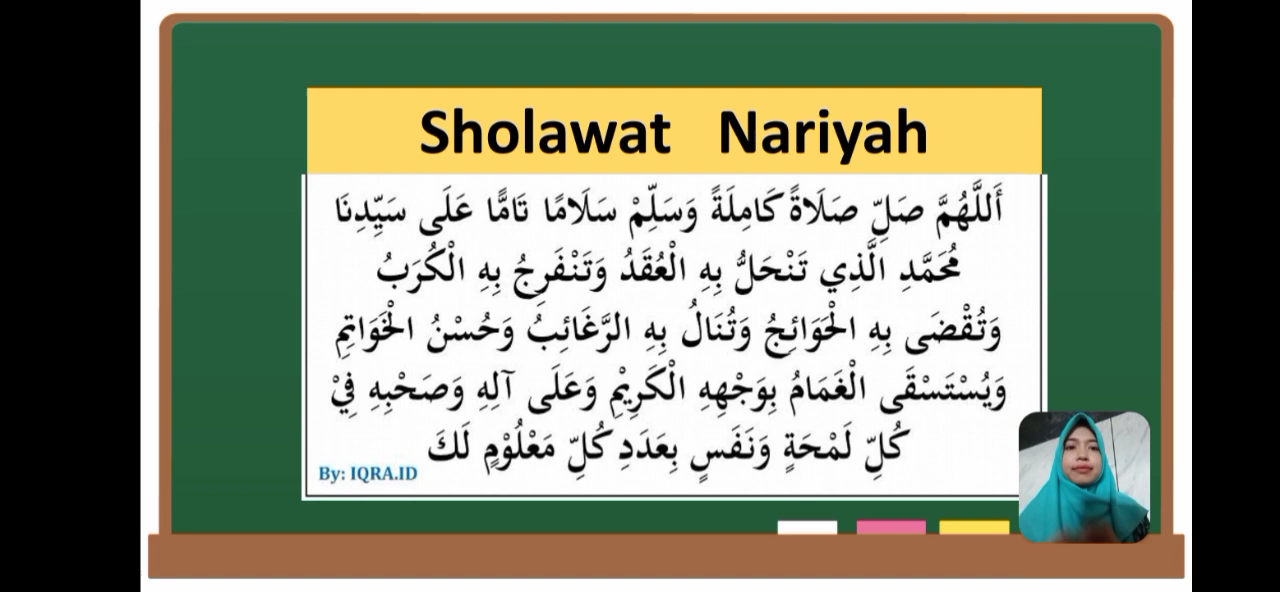 Sholawat Nariyah
أَللَّهُمَّ صَلِّ صَلَاةً كَامِلَةً وَسَلِّمْ سَلَامًا تَامًّا عَلَى سَيِّدِنَا
مُحَمَّدِ الَّذِي تَنْحَلُّ بِهِ الْعُقَدُ وَتَنْفَرِجُ بِهِ الْكُرَبُ
وَتُقْضَى بِهِ الْحَوَائِجُ وَتُنَالُ بِهِ الرَّغَائِبُ وَحُسْنُ الْخَوَاتِمِ
وَيُسْتَسْقَى الْغَمَامُ بِوَجْهِهِ الْكَرِيْمِ وَعَلَى آلِهِ وَصَحْبِهِ فِيْ
كُلِّ لَمْحَةٍ وَنَفَسٍ بِعَدَدِ كُلِّ مَعْلُوْمٍ لَكَ
By: IQRA.ID